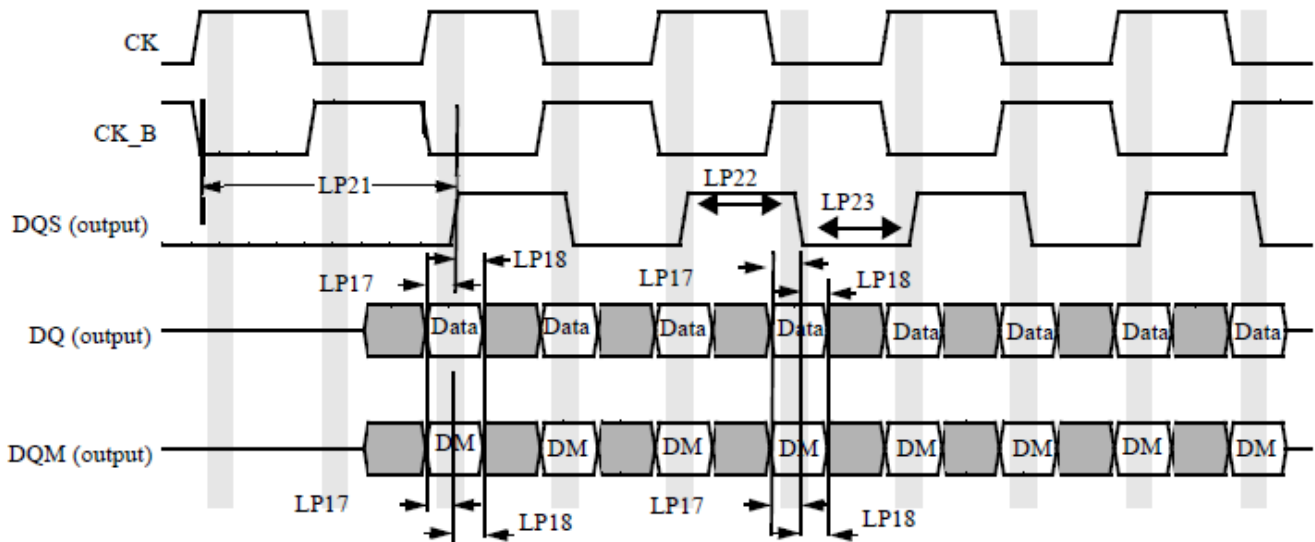 CK
CK_B
LP21
LP22
LP23
DQS (output)
LP17
LP18
LP17
LP18
DQ (output)
Data
Data
Data
Data
Data
Data
Data
Data
DQM (output)
DM
DM
DM
DM
DM
DM
DM
DM
LP17
LP18
LP17
LP18